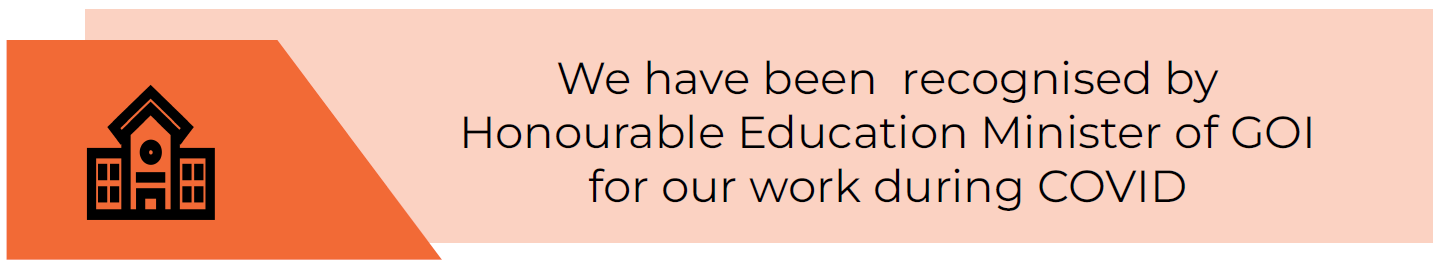 We have been  recognised by
Honourable Education Minister of GOI
for our work during COVID